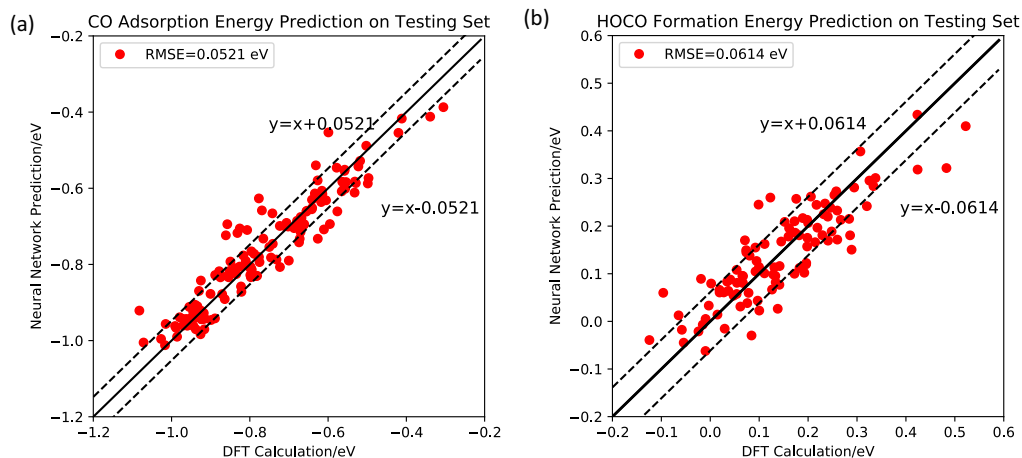 (a)
CO Adsorption Energy Prediction on Testing Set
RMSE=0.0521 eV
y=x+0.0521
y=x-0.0521
Neural Network Prediction/eV
−0.2
−0.4
−0.6
−0.8
−1.0
−1.2
−1.2
−1.0
−0.8
−0.6
−0.4
−0.2
DFT Calculation/eV
(b)
HOCO Formation Energy Prediction on Testing Set
RMSE=0.0614 eV
y=x+0.0614
y=x-0.0614
Neural Network Preiction/eV
0.6
0.5
0.4
0.3
0.2
0.1
0.0
−0.1
−0.2
−0.2
−0.1
0.0
0.1
0.2
0.3
0.4
0.5
0.6
DFT Calculation/eV